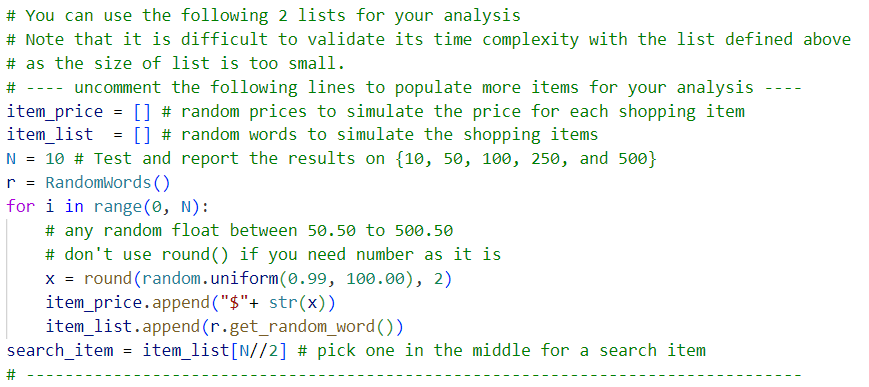 # You can use the following 2 lists for your analysis
# Note that it is difficult to validate its time complexity with the list defined above
# as the size of list is too small.
# ---- uncomment the following lines to populate more items for your analysis ----
item_price = [] # random prices to simulate the price for each shopping item
item_list  = [] # random words to simulate the shopping items
N = 10 # Test and report the results on {10, 50, 100, 250, and 500}
r = RandomWords()
for i in range(0, N):
    # any random float between 50.50 to 500.50
    # don't use round() if you need number as it is
    x = round(random.uniform(0.99, 100.00), 2)
    item_price.append("$"+ str(x))
    item_list.append(r.get_random_word())
search_item = item_list[N//2] # pick one in the middle for a search item
# --------------------------------------------------------------------------------